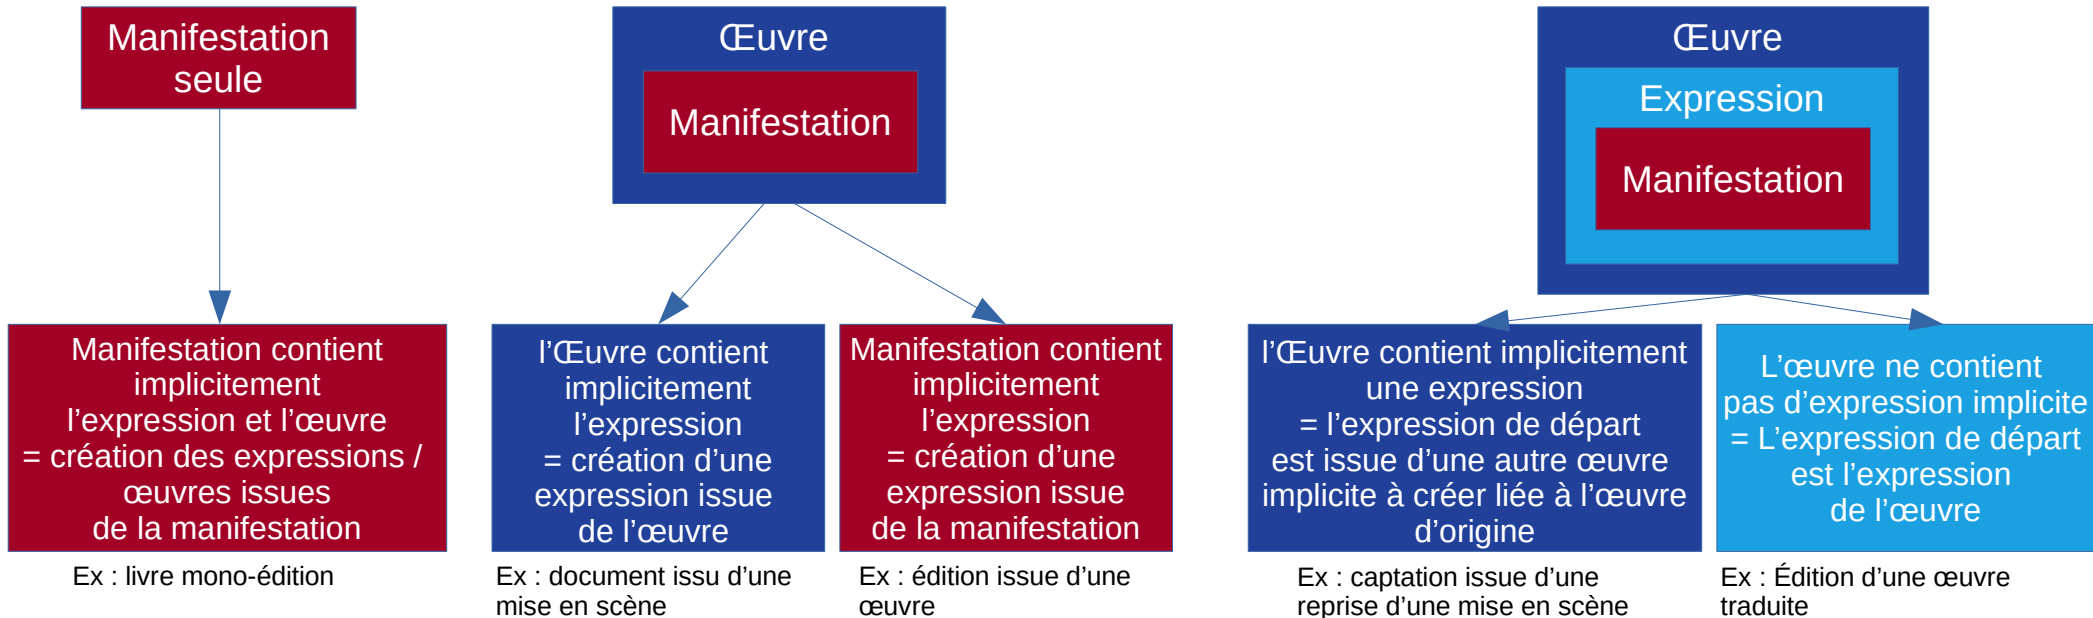 Manifestation
seule
Œuvre
Manifestation
Œuvre
Expression
Manifestation
Manifestation contient
implicitement
l’expression et l’œuvre
= création des expressions /
œuvres issues
de la manifestation
Ex : livre mono-édition
l’Œuvre contient
implicitement
l’expression
= création d’une
expression issue
de l’œuvre
Ex : document issu d’une
mise en scène
Manifestation contient
implicitement
l’expression
= création d’une
expression issue
de la manifestation
Ex : édition issue d’une
œuvre
l’Œuvre contient implicitement
une expression
= l’expression de départ
est issue d’une autre œuvre
implicite à créer liée à l’œuvre
d’origine
Ex : captation issue d’une
reprise d’une mise en scène
L’œuvre ne contient
pas d’expression implicite
= L’expression de départ
est l’expression
de l’œuvre
Ex : Édition d’une œuvre
traduite